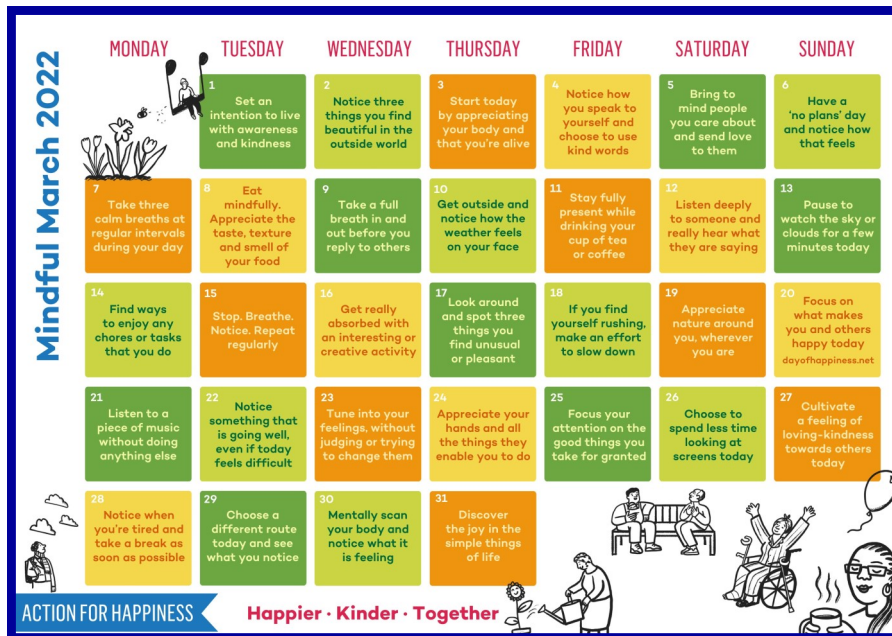 Mindful March 2022
MONDAY
TUESDAY
WEDNESDAY
THURSDAY
FRIDAY
SATURDAY
SUNDAY
1
Set an
intention to live
with awareness
and kindness
2
Notice three
things you find
beautiful in the
outside world
3
Start today
by appreciating
your body and
that you're alive
4
Notice how
you speak to
yourself and
choose to use
kind words
5
Bring to
mind people
you care about
and send love
to them
6
Have a
'no plans' day
and notice how
that feels
7
Take three
calm breaths at
regular intervals
during your day
8
Eat
mindfully.
Appreciate the
taste, texture
and smell of
your food
9
Take a full
breath in and
out before you
reply to others
10
Get outside and
notice how the
weather feels
on your face
11
Stay fully
present while
drinking your
cup of tea
or coffee
12
Listen deeply
to someone and
really hear what
they are saying
13
Pause to
watch the sky or
clouds for a few
minutes today
14
Find ways
to enjoy any
chores or tasks
that you do
15
Stop. Breathe.
Notice. Repeat
regularly
16
Get really
absorbed with
an interesting or
creative activity
17
Look around
and spot three
things you
find unusual
or pleasant
18
If you find
yourself rushing,
make an effort
to slow down
19
Appreciate
nature around
you, wherever
you are
20
Focus on
what makes
you and others
happy today
dayofhappiness.net
21
Listen to a
piece of music
without doing
anything else
22
Notice
something that
is going well,
even if today
feels difficult
23
Tune into your
feelings, without
judging or trying
to change them
24
Appreciate your
hands and all
the things they
enable you to do
25
Focus your
attention on the
good things you
take for granted
26
Choose to
spend less time
looking at
screens today
27
Cultivate
a feeling of
loving-kindness
towards others
today
28
Notice when
you're tired and
take a break as
soon as possible
29
Choose a
different route
today and see
what you notice
30
Mentally scan
your body and
notice what it
is feeling
31
Discover
the joy in the
simple things
of life
ACTION FOR HAPPINESS
Happier · Kinder · Together